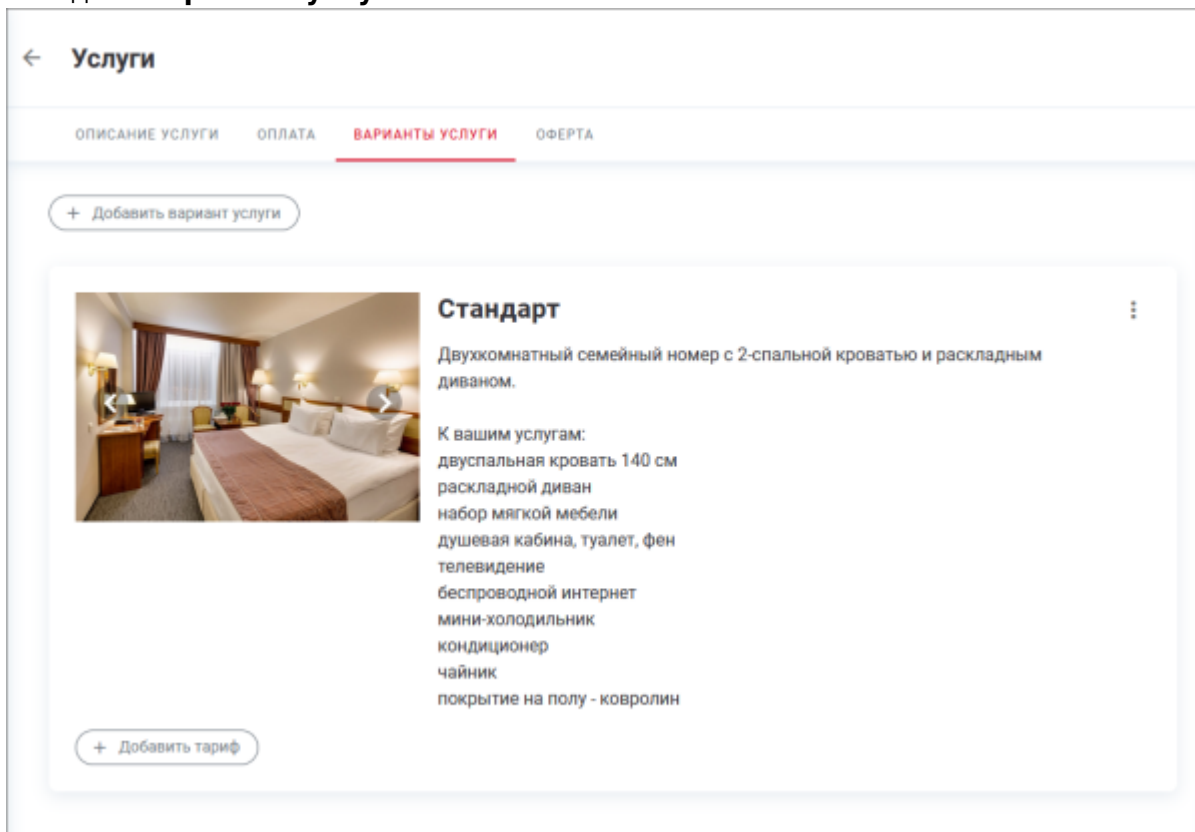 Услуги
ОПИСАНИЕ УСЛУГИ ОПЛАТА ВАРИАНТЫ УСЛУГИ ОФЕРТА
+ Добавить вариант услуги
Стандарт
Двухкомнатный семейный номер с 2-спальной кроватью и раскладным
диваном.
К вашим услугам:
двуспальная кровать 140 см
раскладной диван
набор мягкой мебели
душевая кабина, туалет, фен
телевидение
беспроводной интернет
мини-холодильник
кондиционер
чайник
покрытие на полу - ковролин
+ Добавить тариф